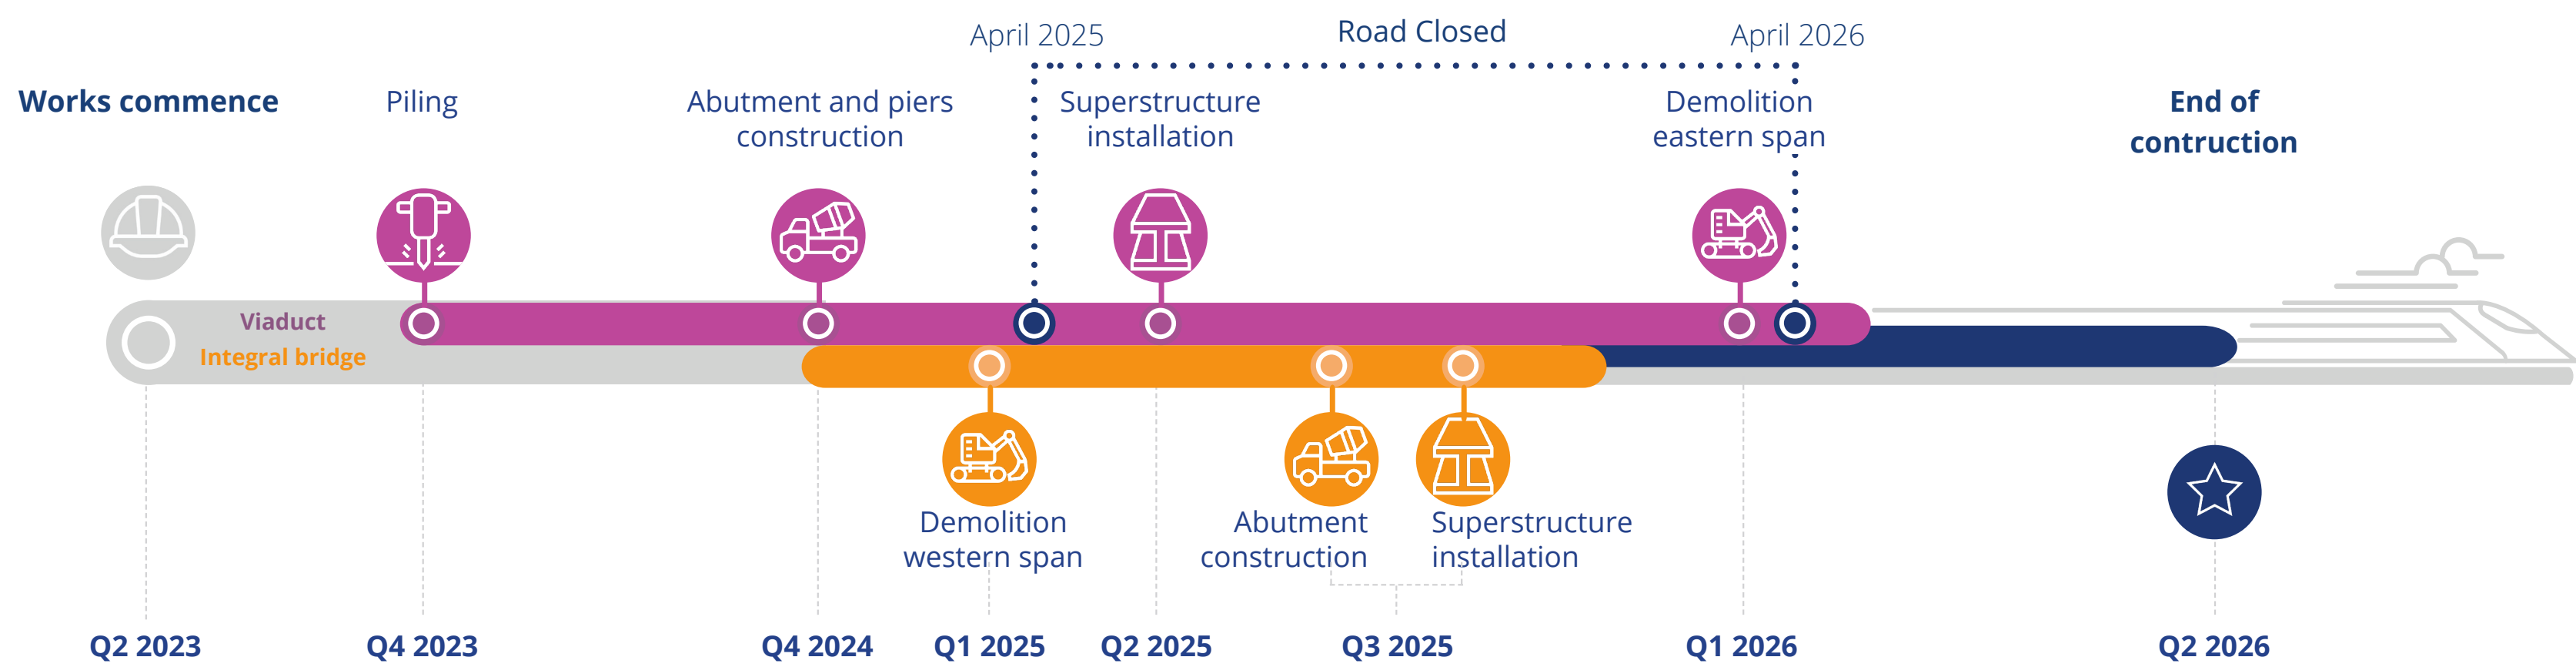 April 2025
Road Closed
April 2026
Works commence
Piling
Abutment and piers
construction
Superstructure
installation
Demolition
eastern span
End of
contruction
Viaduct
Integral bridge
Demolition
western span
Abutment
construction
Superstructure
installation
Q2 2023
Q4 2023
Q4 2024
Q1 2025
Q2 2025
Q3 2025
Q1 2026
Q2 2026